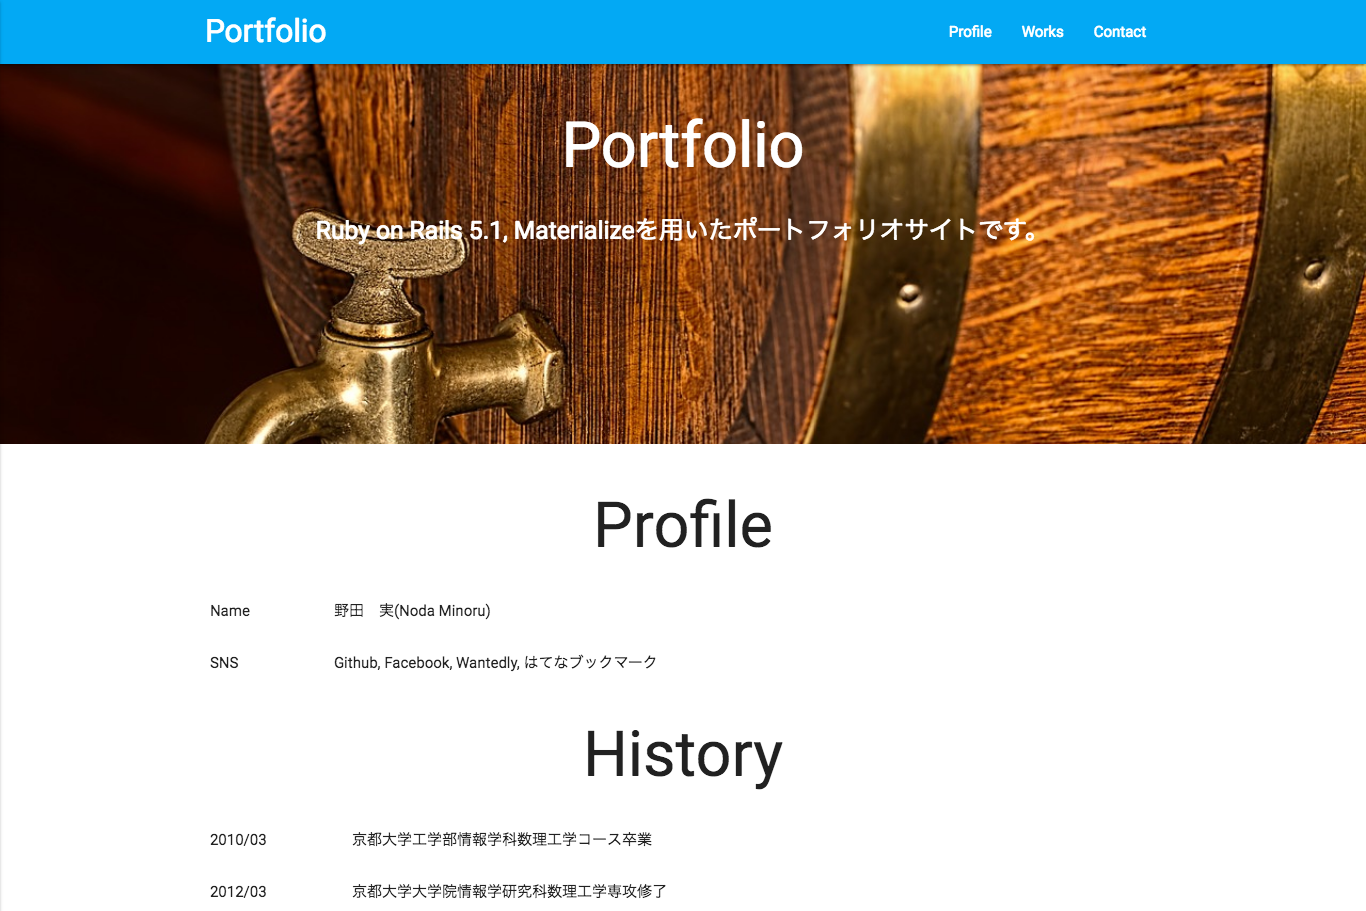 Portfolio
Profile Works Contact
Portfolio
Ruby on Rails 5.1, Materializeを用いたポートフォリオサイトです。
Profile
Name 野田　実(Noda Minoru)
SNS Github, Facebook, Wantedly, はてなブックマーク
History
2010/03 京都大学工学部情報学科数理工学コース卒業
2012/03 京都大学大学院情報学研究科数理工学専攻修了